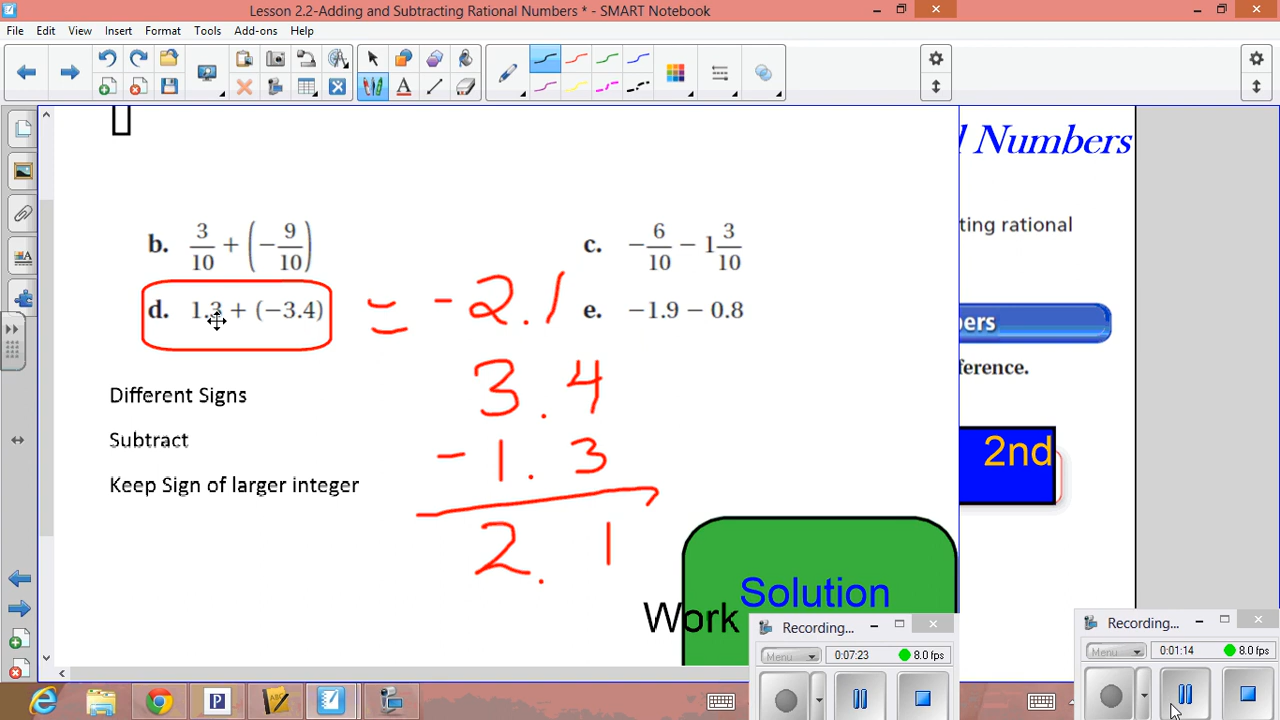 Lesson 2.2-Adding and Subtracting Rational Numbers * - SMART Notebook
File Edit View Insert Format Tools Add-ons Help
Numbers
ting rational
b. 3/10 + (−9/10)
c. −6/10 − 1 3/10
d. 1.3 + (−3.4) = -2.1
e. −1.9 − 0.8
bers
ference.
3.4
Different Signs
2nd
Subtract
- 1.3
Keep Sign of larger integer
2.1
Solution
Work
Recording...
Menu 0:07:23 8.0 fps
Recording...
Menu 0:01:14 8.0 fps